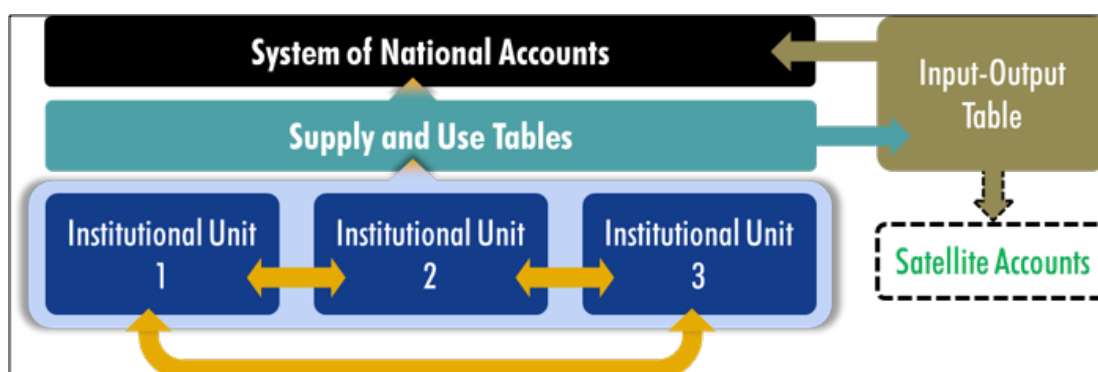 System of National Accounts
Input-Output
Table
Supply and Use Tables
Institutional Unit
1
Institutional Unit
2
Institutional Unit
3
Satellite Accounts